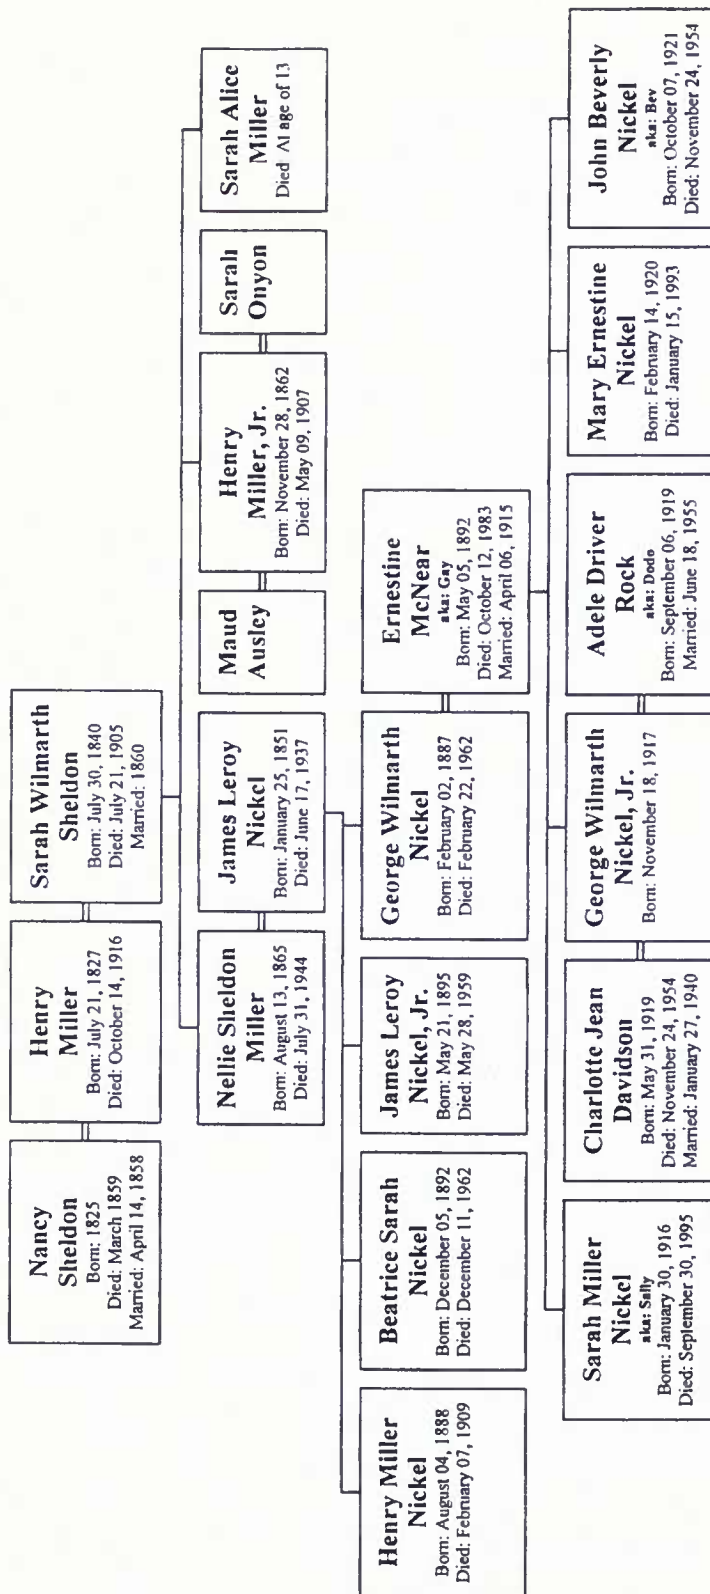 Nancy
Sheldon
Born: 1825
Died: March 1859
Married: April 14, 1858
Henry
Miller
Born: July 21, 1827
Died: October 14, 1916
Sarah Wilmarth
Sheldon
Born: July 30, 1840
Died: July 21, 1905
Married: 1860
Nellie Sheldon
Miller
Born: August 13, 1865
Died: July 31, 1944
James Leroy
Nickel
Born: January 25, 1851
Died: June 17, 1937
Maud
Ausley
Henry
Miller, Jr.
Born: November 28, 1862
Died: May 09, 1907
Sarah
Onyon
Sarah Alice
Miller
Died: At age of 13
Henry Miller
Nickel
Born: August 04, 1888
Died: February 07, 1909
Beatrice Sarah
Nickel
Born: December 05, 1892
Died: December 11, 1962
James Leroy
Nickel, Jr.
Born: May 21, 1895
Died: May 28, 1959
George Wilmarth
Nickel
Born: February 02, 1887
Died: February 22, 1962
Ernestine
McNear
aka: Gay
Born: May 05, 1892
Died: October 12, 1983
Married: April 06, 1915
Sarah Miller
Nickel
aka: Sally
Born: January 30, 1916
Died: September 30, 1995
Charlotte Jean
Davidson
Born: May 31, 1919
Died: November 24, 1954
Married: January 27, 1940
George Wilmarth
Nickel, Jr.
Born: November 18, 1917
Adele Driver
Rock
aka: Dodo
Born: September 06, 1919
Married: June 18, 1955
Mary Ernestine
Nickel
Born: February 14, 1920
Died: January 15, 1993
John Beverly
Nickel
aka: Bev
Born: October 07, 1921
Died: November 24, 1954